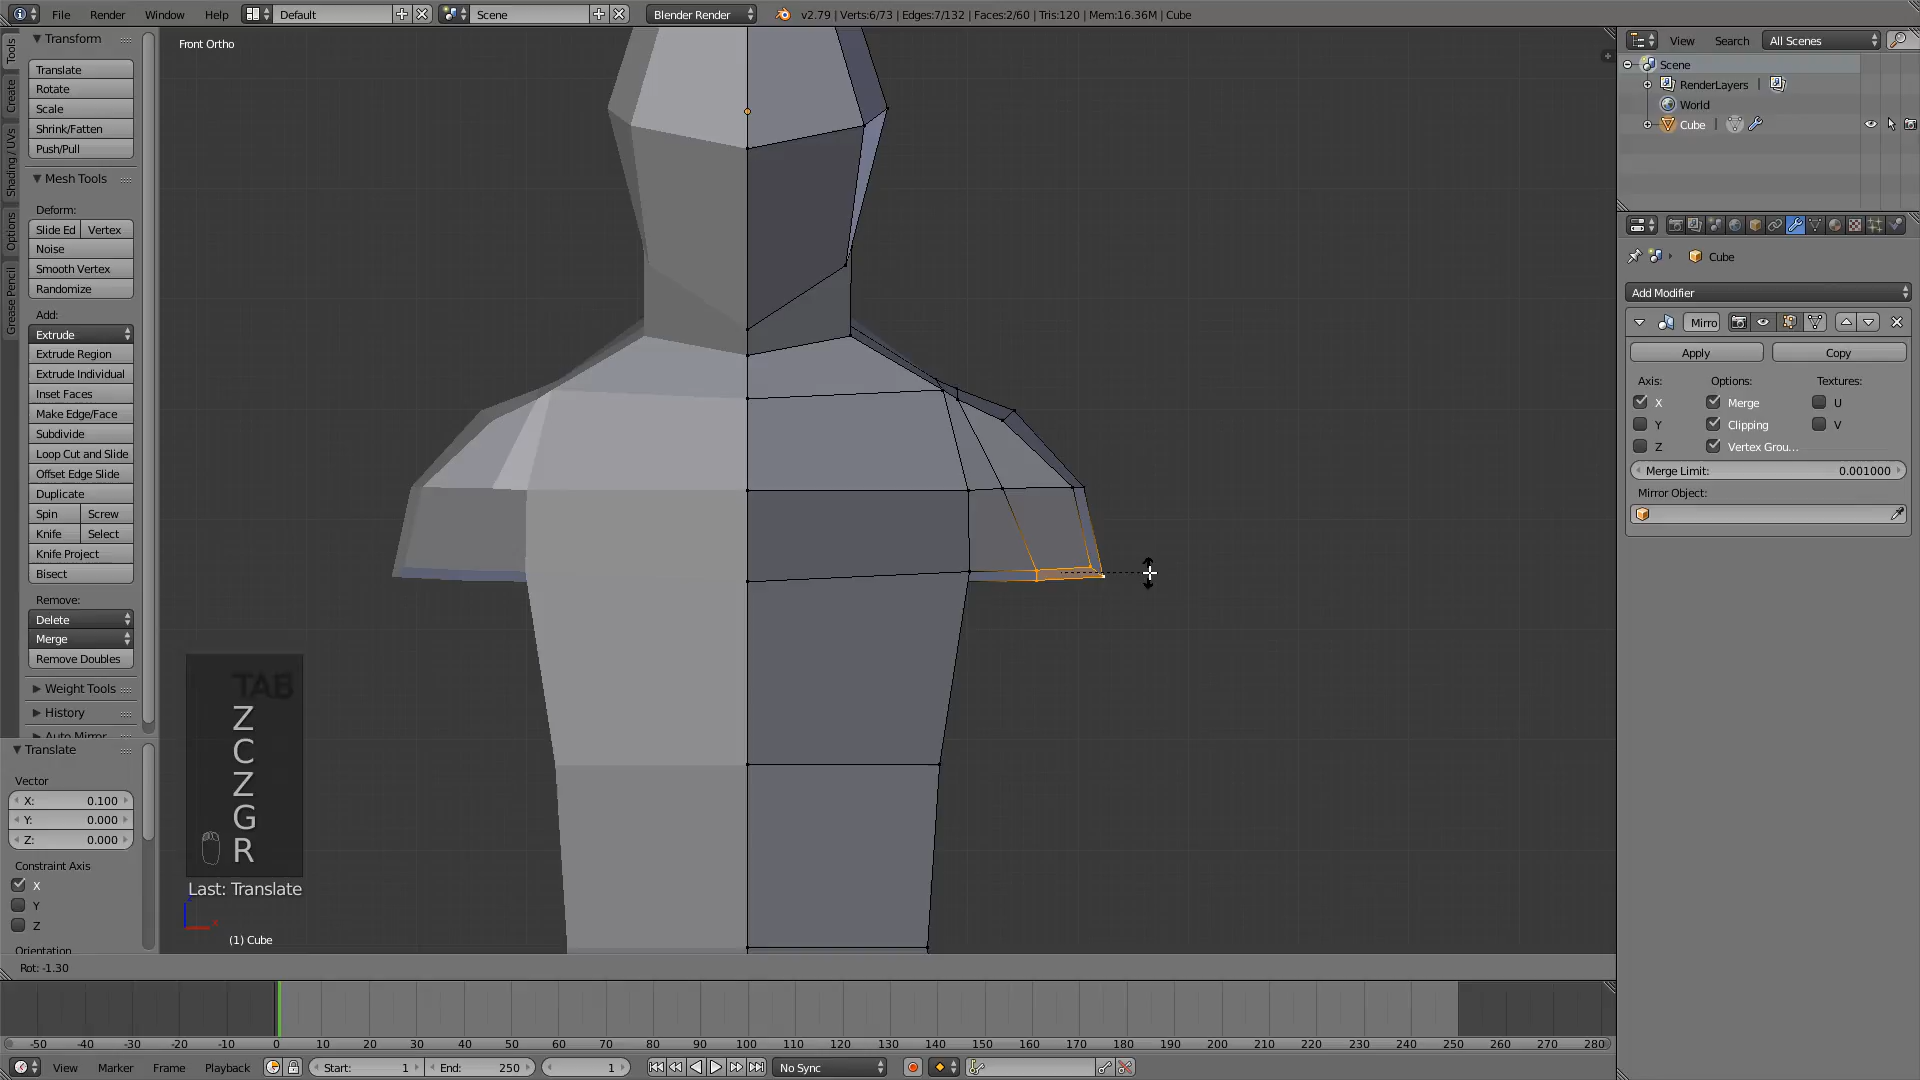 File Render Window Help Default Scene Blender Render v2.79 | Verts:6/73 | Edges:7/132 | Faces:2/60 | Tris:120 | Mem:16.36M | Cube
Tools
Create
Shading / UVs
Options
Grease Pencil
Transform
Translate
Rotate
Scale
Shrink/Fatten
Push/Pull
Mesh Tools
Deform:
Slide Ed Vertex
Noise
Smooth Vertex
Randomize
Add:
Extrude
Extrude Region
Extrude Individual
Inset Faces
Make Edge/Face
Subdivide
Loop Cut and Slide
Offset Edge Slide
Duplicate
Spin Screw
Knife Select
Knife Project
Bisect
Remove:
Delete
Merge
Remove Doubles
Weight Tools
History
Auto Mirror
Translate
Vector
X: 0.100
Y: 0.000
Z: 0.000
Constraint Axis
X
Y
Z
Orientation
Front Ortho
TAB
Z
C
Z
G
R
Last: Translate
x
(1) Cube
Rot: -1.30
View Search All Scenes
Scene
RenderLayers |
World
Cube |
Cube
Add Modifier
Mirro
Apply Copy
Axis: Options: Textures:
X Merge U
Y Clipping V
Z Vertex Grou...
Merge Limit: 0.001000
Mirror Object:
-50 -40 -30 -20 -10 0 10 20 30 40 50 60 70 80 90 100 110 120 130 140 150 160 170 180 190 200 210 220 230 240 250 260 270 280
View Marker Frame Playback Start: 1 End: 250 1 No Sync